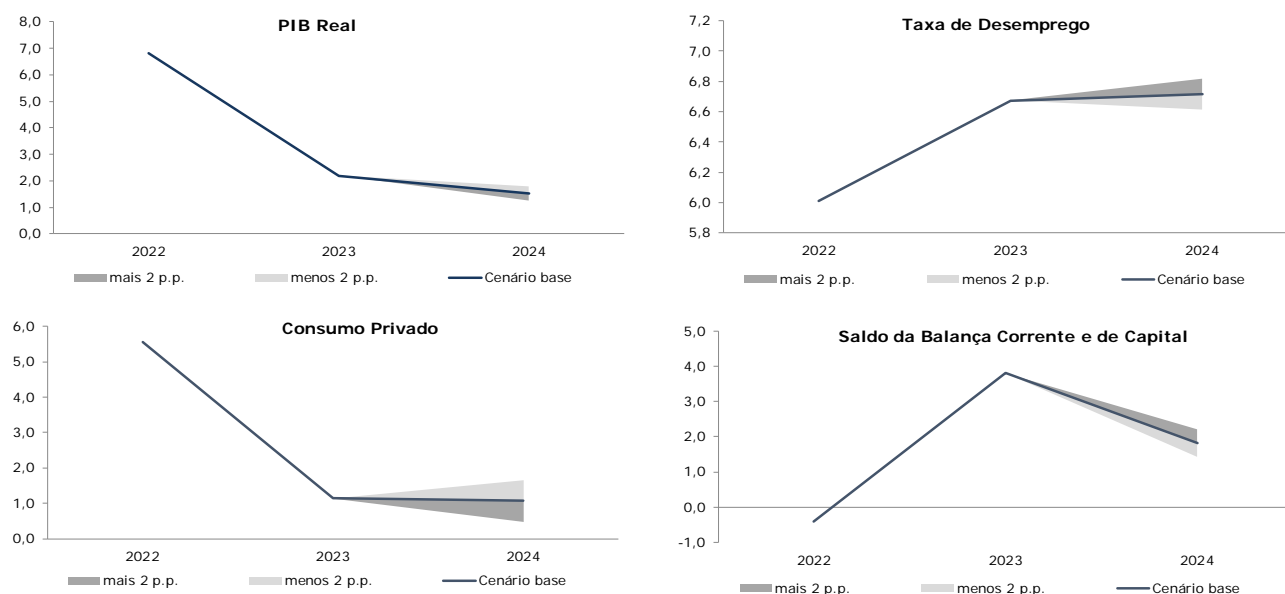 PIB Real
8,0
7,0
6,0
5,0
4,0
3,0
2,0
1,0
0,0
2022 2023 2024
mais 2 p.p. menos 2 p.p. Cenário base
Taxa de Desemprego
7,2
7,0
6,8
6,6
6,4
6,2
6,0
5,8
2022 2023 2024
mais 2 p.p. menos 2 p.p. Cenário base
Consumo Privado
6,0
5,0
4,0
3,0
2,0
1,0
0,0
2022 2023 2024
mais 2 p.p. menos 2 p.p. Cenário base
Saldo da Balança Corrente e de Capital
5,0
4,0
3,0
2,0
1,0
0,0
-1,0
2022 2023 2024
mais 2 p.p. menos 2 p.p. Cenário base